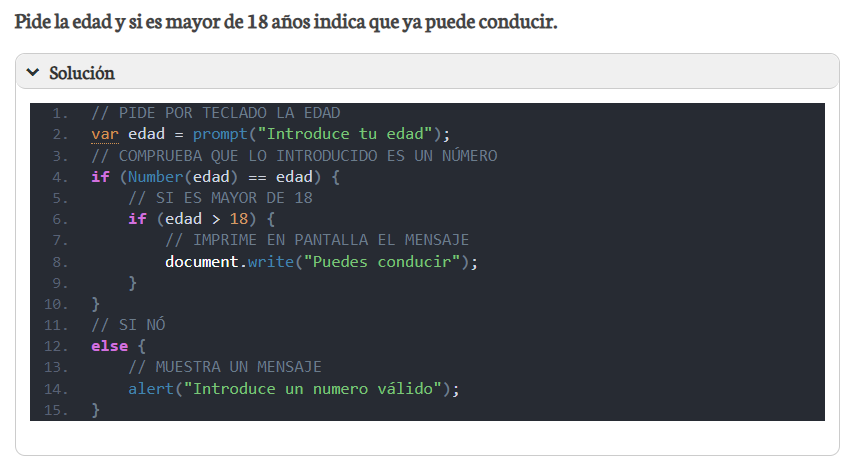 Pide la edad y si es mayor de 18 años indica que ya puede conducir.
Solución
1. // PIDE POR TECLADO LA EDAD
2. var edad = prompt("Introduce tu edad");
3. // COMPRUEBA QUE LO INTRODUCIDO ES UN NÚMERO
4. if (Number(edad) == edad) {
5.     // SI ES MAYOR DE 18
6.     if (edad > 18) {
7.         // IMPRIME EN PANTALLA EL MENSAJE
8.         document.write("Puedes conducir");
9.     }
10. }
11. // SI NÓ
12. else {
13.     // MUESTRA UN MENSAJE
14.     alert("Introduce un numero válido");
15. }